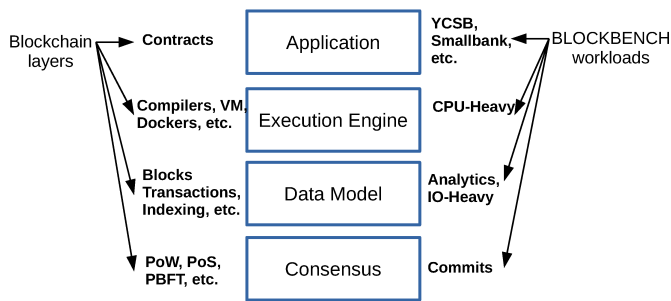 Blockchain
layers
Contracts
Application
YCSB,
Smallbank,
etc.
BLOCKBENCH
workloads
Compilers, VM,
Dockers, etc.
Execution Engine
CPU-Heavy
Blocks
Transactions,
Indexing, etc.
Data Model
Analytics,
IO-Heavy
PoW, PoS,
PBFT, etc.
Consensus
Commits